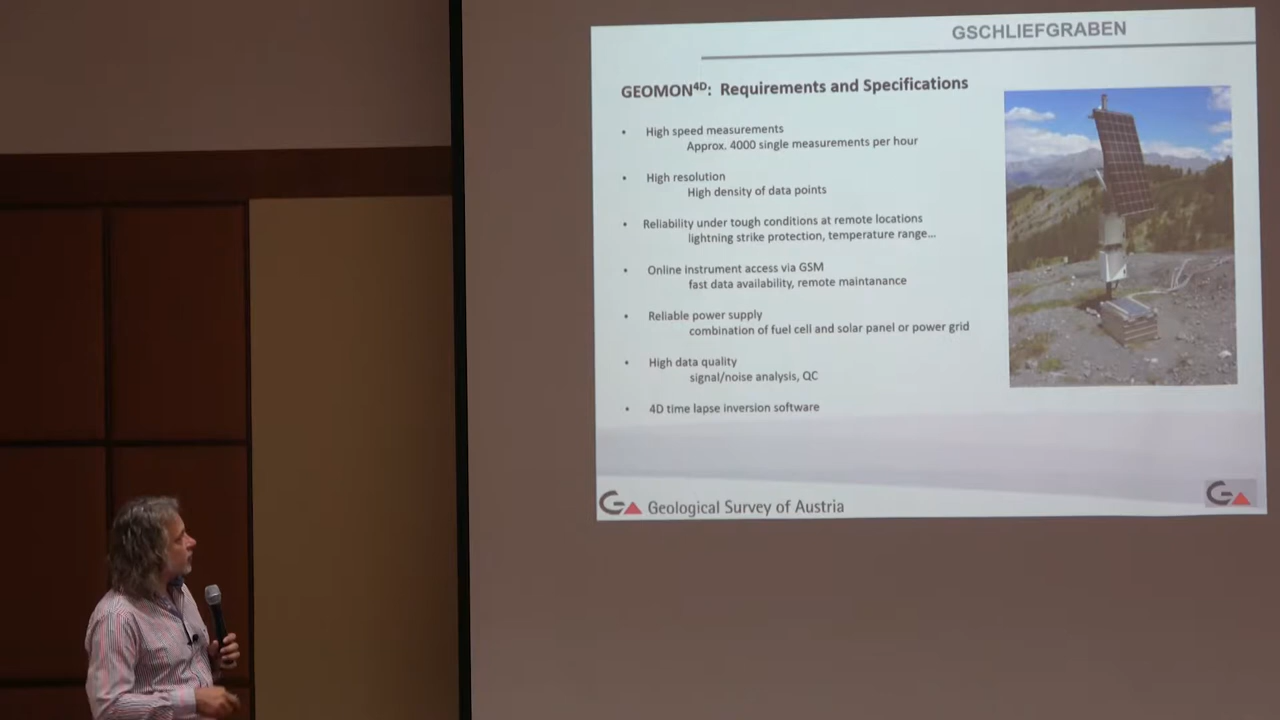 GSCHLIEFGRABEN
GEOMON4D: Requirements and Specifications
• High speed measurements
Approx. 4000 single measurements per hour
• High resolution
High density of data points
• Reliability under tough conditions at remote locations
lightning strike protection, temperature range...
• Online instrument access via GSM
fast data availability, remote maintanance
• Reliable power supply
combination of fuel cell and solar panel or power grid
• High data quality
signal/noise analysis, QC
• 4D time lapse inversion software
GA Geological Survey of Austria
GA